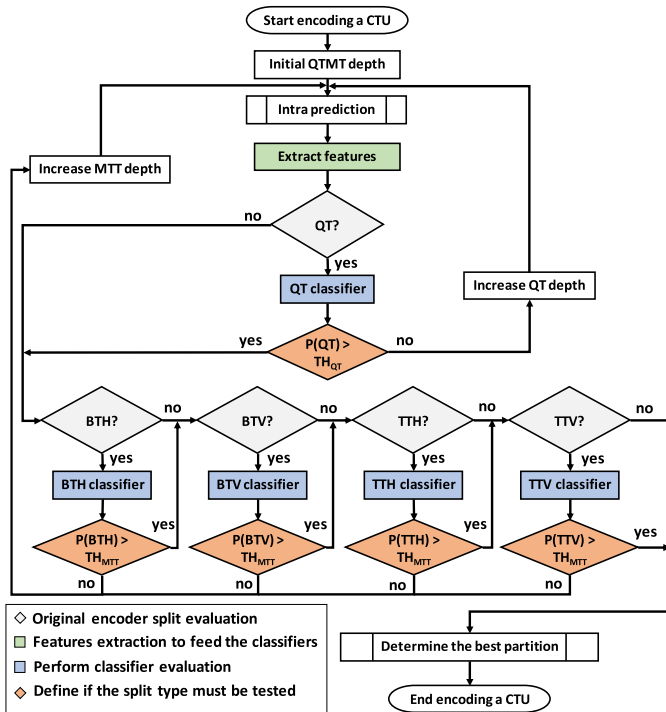 Start encoding a CTU
Initial QTMT depth
Intra prediction
Increase MTT depth
Extract features
no
QT?
yes
QT classifier
Increase QT depth
yes
P(QT) >
TH_QT
no
BTH?
no
BTV?
no
TTH?
no
TTV?
no
yes
yes
yes
yes
BTH classifier
BTV classifier
TTH classifier
TTV classifier
P(BTH) >
TH_MTT
yes
P(BTV) >
TH_MTT
yes
P(TTH) >
TH_MTT
yes
P(TTV) >
TH_MTT
yes
no
no
no
no
Original encoder split evaluation
Features extraction to feed the classifiers
Perform classifier evaluation
Define if the split type must be tested
Determine the best partition
End encoding a CTU